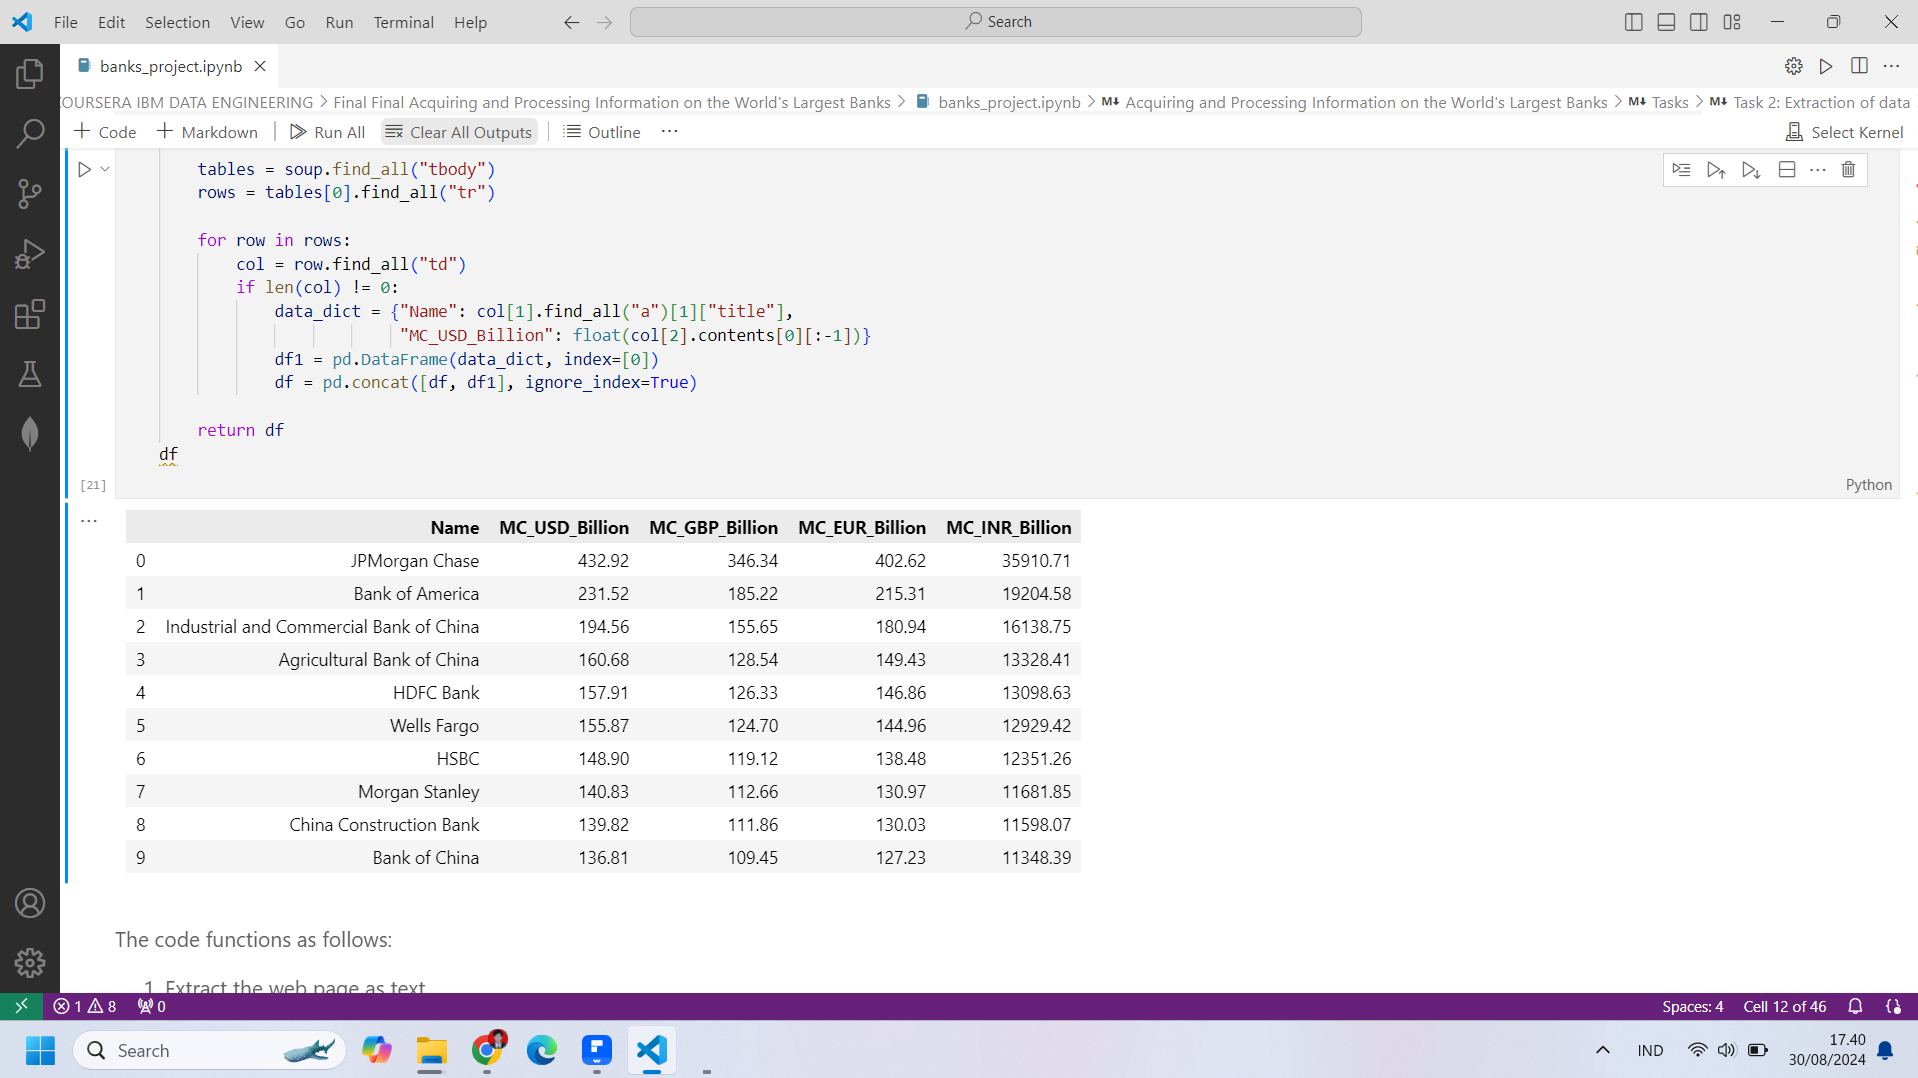 File Edit Selection View Go Run Terminal Help
Search
banks_project.ipynb
OURSERA IBM DATA ENGINEERING > Final Final Acquiring and Processing Information on the World's Largest Banks > banks_project.ipynb > M↓ Acquiring and Processing Information on the World's Largest Banks > M↓ Tasks > M↓ Task 2: Extraction of data
+ Code + Markdown Run All Clear All Outputs Outline ... Select Kernel
tables = soup.find_all("tbody")
rows = tables[0].find_all("tr")
for row in rows:
col = row.find_all("td")
if len(col) != 0:
data_dict = {"Name": col[1].find_all("a")[1]["title"],
"MC_USD_Billion": float(col[2].contents[0][:-1])}
df1 = pd.DataFrame(data_dict, index=[0])
df = pd.concat([df, df1], ignore_index=True)
return df
df
[21] Python
Name MC_USD_Billion MC_GBP_Billion MC_EUR_Billion MC_INR_Billion
0 JPMorgan Chase 432.92 346.34 402.62 35910.71
1 Bank of America 231.52 185.22 215.31 19204.58
2 Industrial and Commercial Bank of China 194.56 155.65 180.94 16138.75
3 Agricultural Bank of China 160.68 128.54 149.43 13328.41
4 HDFC Bank 157.91 126.33 146.86 13098.63
5 Wells Fargo 155.87 124.70 144.96 12929.42
6 HSBC 148.90 119.12 138.48 12351.26
7 Morgan Stanley 140.83 112.66 130.97 11681.85
8 China Construction Bank 139.82 111.86 130.03 11598.07
9 Bank of China 136.81 109.45 127.23 11348.39
The code functions as follows:
1. Extract the web page as text
1 8 0 Spaces: 4 Cell 12 of 46
Search IND 17.40
30/08/2024